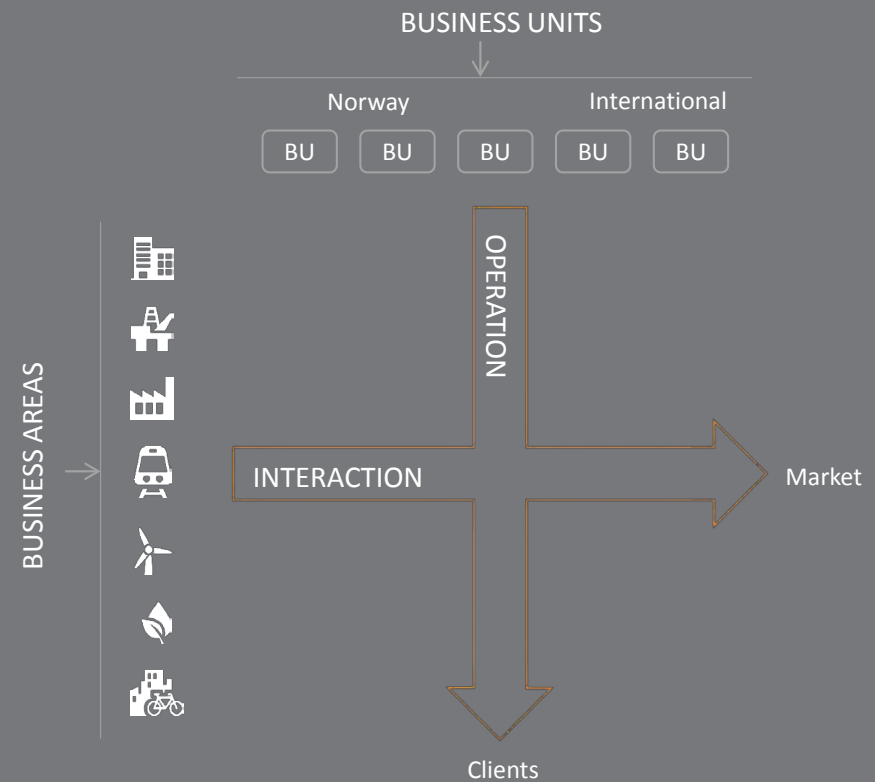 BUSINESS UNITS
Norway
International
BU
BU
BU
BU
BU
OPERATION
BUSINESS AREAS
INTERACTION
Market
Clients